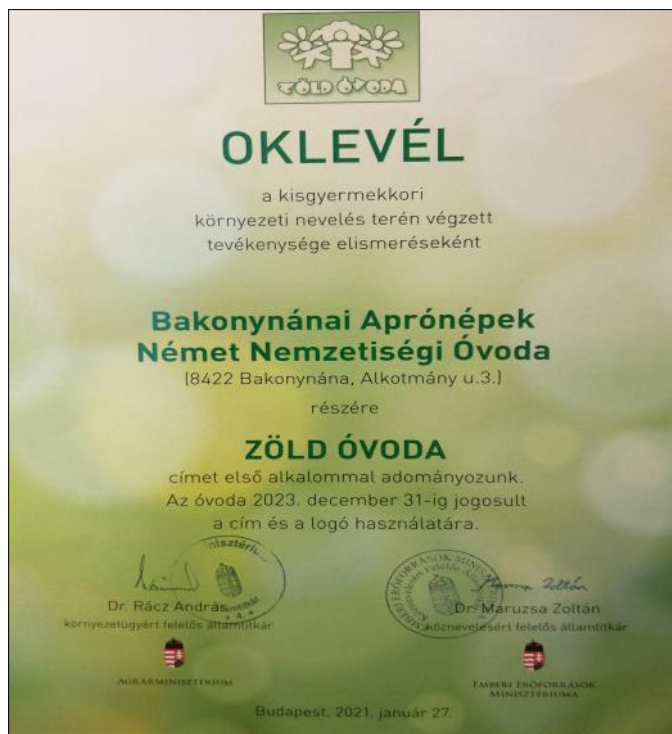 ZÖLD ÓVODA
OKLEVÉL
a kisgyermekkori
környezeti nevelés terén végzett
tevékenysége elismeréseként
Bakonynánai Aprónépek
Német Nemzetiségi Óvoda
(8422 Bakonynána, Alkotmány u.3.)
részére
ZÖLD ÓVODA
címet első alkalommal adományozunk.
Az óvoda 2023. december 31-ig jogosult
a cím és a logó használatára.
Dr. Rácz András
környezetügyért felelős államtitkár
AGRÁRMINISZTÉRIUM
EMBERI ERŐFORRÁSOK
Zoltán
Dr. Maruzsa Zoltán
köznevelésért felelős államtitkár
EMBERI ERŐFORRÁSOK
MINISZTÉRIUMA
Budapest, 2021. január 27.